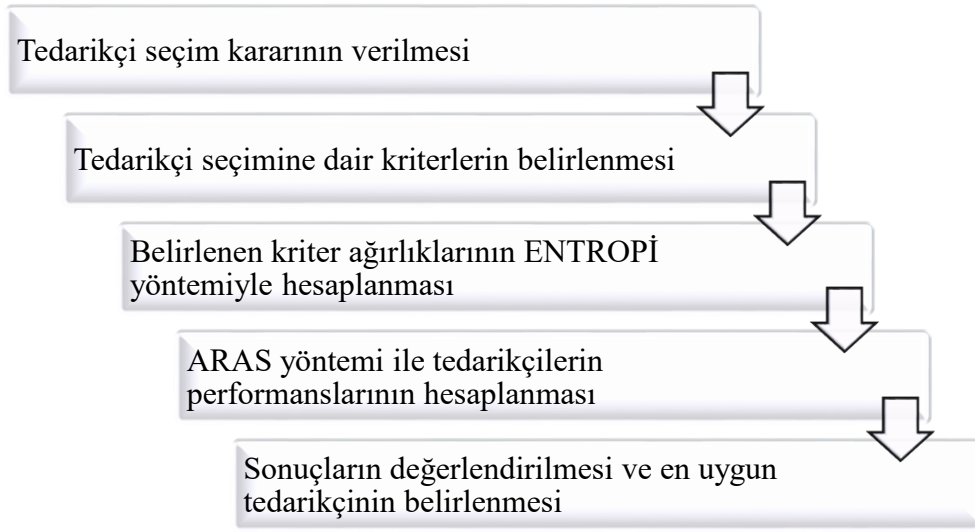 Tedarikçi seçim kararının verilmesi
Tedarikçi seçimine dair kriterlerin belirlenmesi
Belirlenen kriter ağırlıklarının ENTROPİ
yöntemiyle hesaplanması
ARAS yöntemi ile tedarikçilerin
performanslarının hesaplanması
Sonuçların değerlendirilmesi ve en uygun
tedarikçinin belirlenmesi